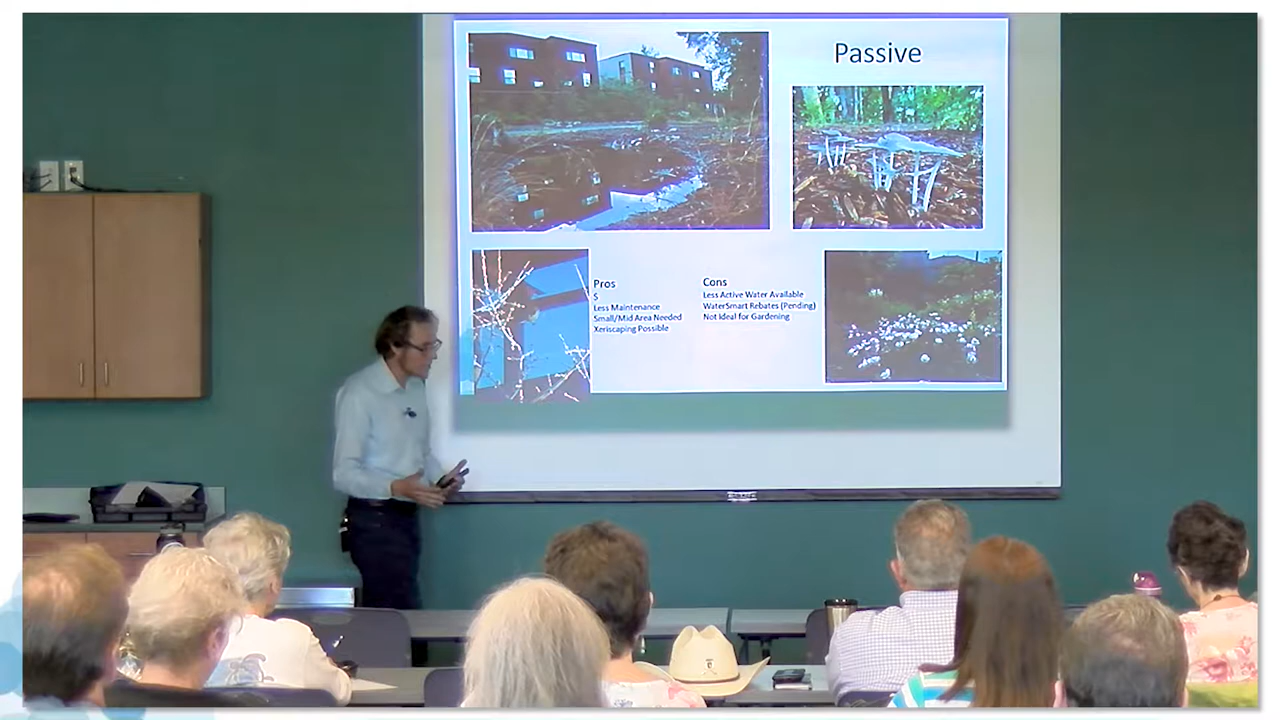 Passive
Pros
$
Less Maintenance
Small/Mid Area Needed
Xeriscaping Possible
Cons
Less Active Water Available
WaterSmart Rebates (Pending)
Not Ideal for Gardening